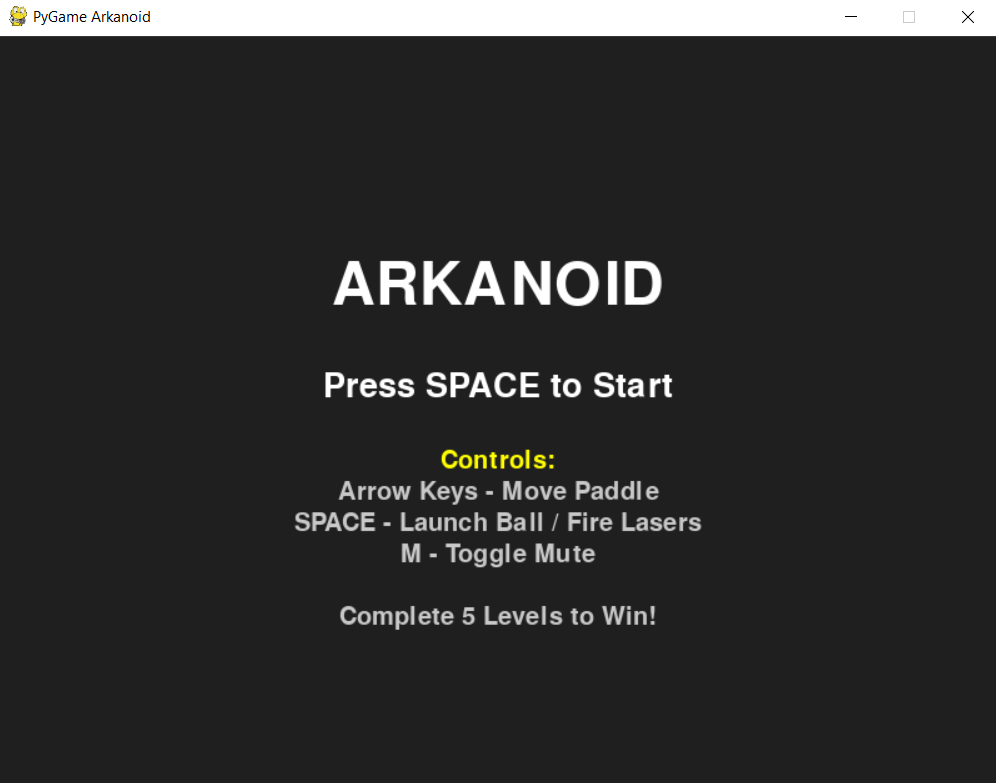 PyGame Arkanoid
ARKANOID
Press SPACE to Start
Controls:
Arrow Keys - Move Paddle
SPACE - Launch Ball / Fire Lasers
M - Toggle Mute
Complete 5 Levels to Win!